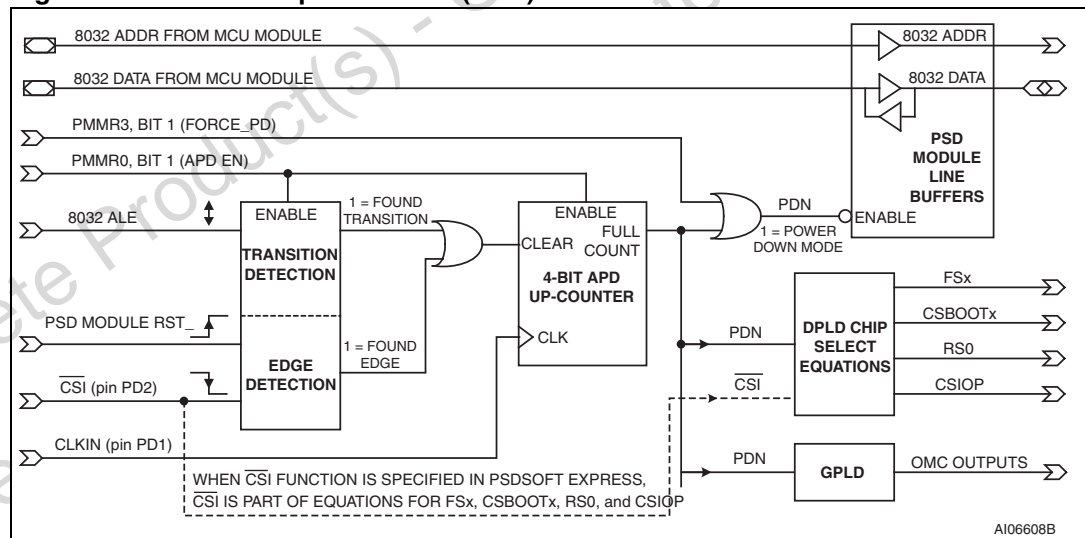 8032 ADDR FROM MCU MODULE
8032 ADDR
8032 DATA FROM MCU MODULE
8032 DATA
PSD
MODULE
LINE
BUFFERS
ENABLE
PMMR3, BIT 1 (FORCE_PD)
PMMR0, BIT 1 (APD EN)
8032 ALE
ENABLE
TRANSITION
DETECTION
EDGE
DETECTION
1 = FOUND
TRANSITION
1 = FOUND
EDGE
ENABLE
FULL
COUNT
CLEAR
4-BIT APD
UP-COUNTER
CLK
PDN
1 = POWER
DOWN MODE
PSD MODULE RST_
CSI (pin PD2)
CLKIN (pin PD1)
PDN
CSI
DPLD CHIP
SELECT
EQUATIONS
FSx
CSBOOTx
RS0
CSIOP
PDN
GPLD
OMC OUTPUTS
WHEN CSI FUNCTION IS SPECIFIED IN PSDSOFT EXPRESS,
CSI IS PART OF EQUATIONS FOR FSx, CSBOOTx, RS0, and CSIOP
AI06608B